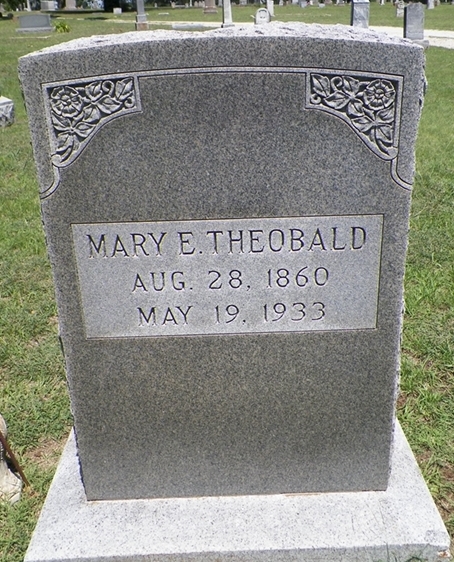 MARY E. THEOBALD
AUG. 28, 1860
MAY 19, 1933